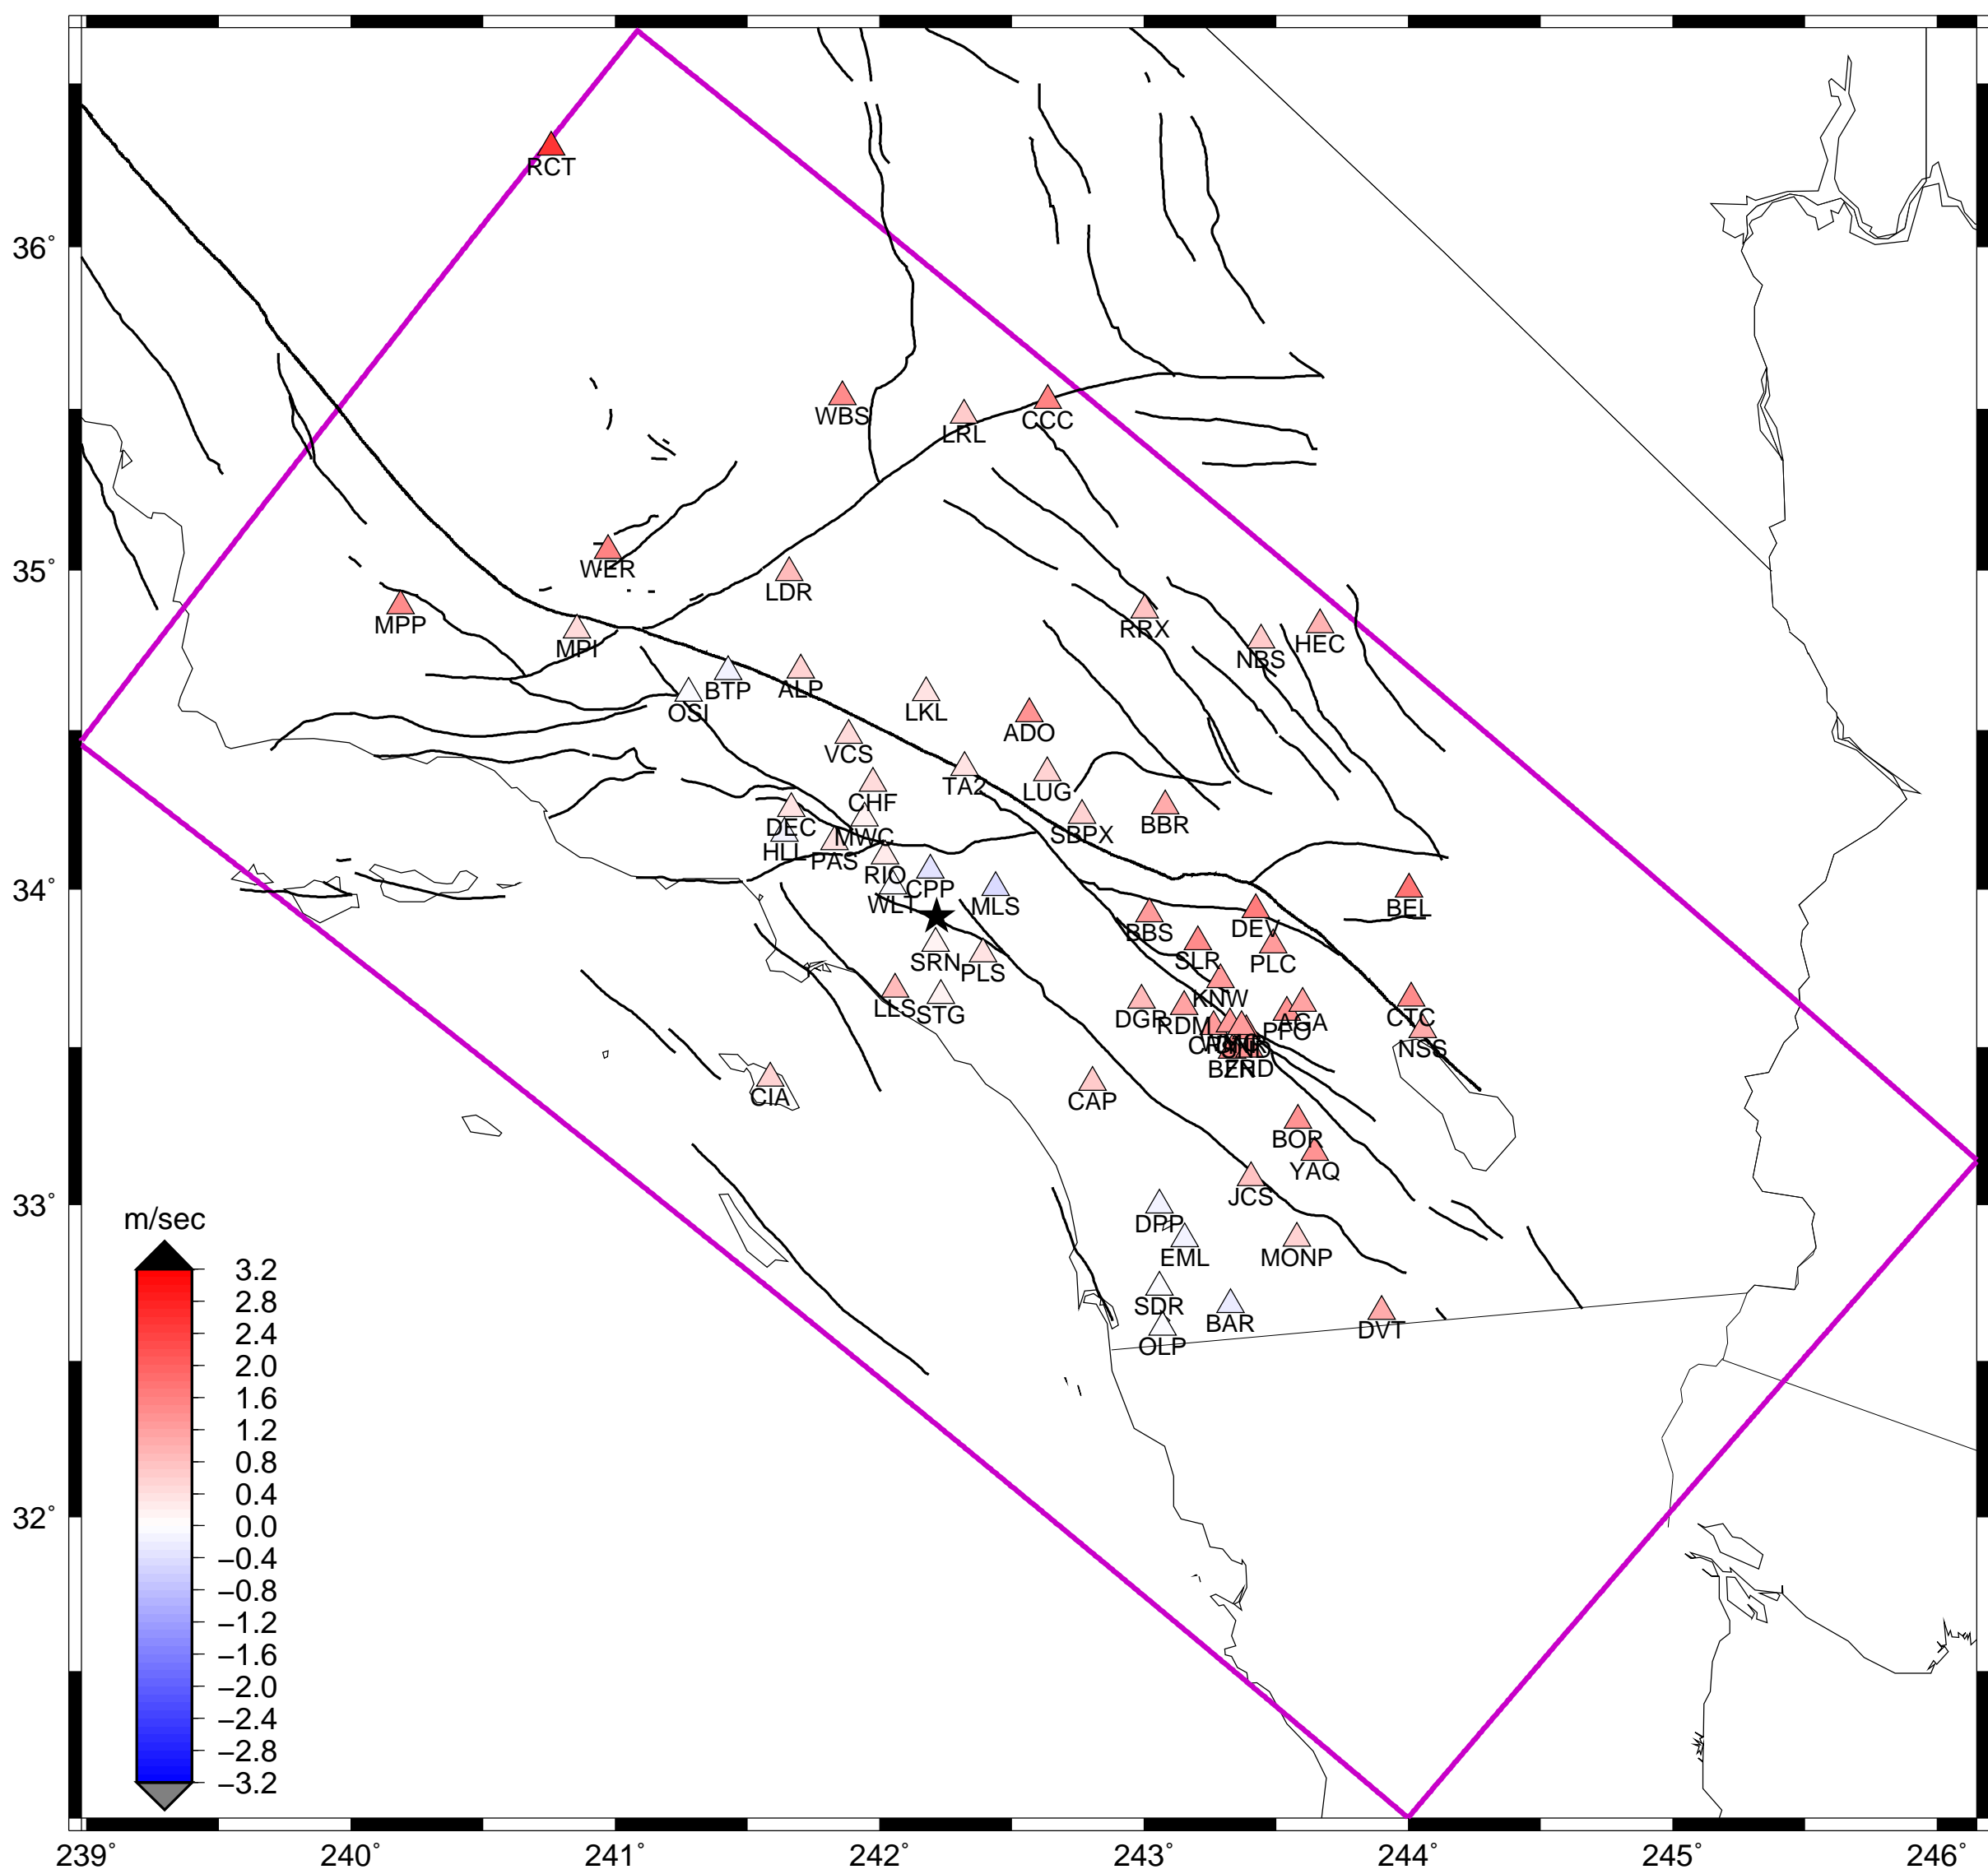 RCT
36°
WBS
LRL
CCC
35°
WER
LDR
MPP
MPI
RRX
HEC
NBS
BTP
ALP
OSI
LKL
ADO
VCS
TA2
LUG
CHF
SBPX
BBR
DEC
MWC
HLL
PAS
RIO
34°
CPP
WLT
MLS
BEL
BBS
DEV
SRN
PLS
SLR
PLC
KNW
LLS
STG
DGR
RDM
PFO
AGA
CTC
NSS
BZN
FRD
CIA
CAP
BOR
YAQ
JCS
33°
DPP
EML
MONP
SDR
BAR
DVT
OLP
m/sec
3.2
2.8
2.4
2.0
1.6
1.2
0.8
0.4
0.0
−0.4
−0.8
−1.2
−1.6
−2.0
−2.4
−2.8
−3.2
32°
239° 240° 241° 242° 243° 244° 245° 246°